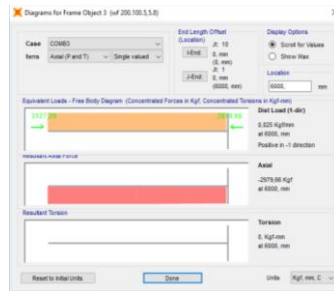 Diagrams for Frame Object 3 (wf 200.100.5,5.8)
End Length Offset
(Location)
Display Options
Case COMB3
Items Axial (P and T) Single valued
I-End: Jt: 10
0, mm
(0, mm)
J-End: Jt: 1
0, mm
(6000, mm)
Scroll for Values
Show Max
Location
6000, mm
Equivalent Loads - Free Body Diagram (Concentrated Forces in Kgf, Concentrated Torsions in Kgf-mm)
Dist Load (1-dir)
0,025 Kgf/mm
at 6000, mm
Positive in -1 direction
Resultant Axial Force
Axial
-2979,66 Kgf
at 6000, mm
Resultant Torsion
Torsion
0, Kgf-mm
at 6000, mm
Reset to Initial Units
Done
Units Kgf, mm, C